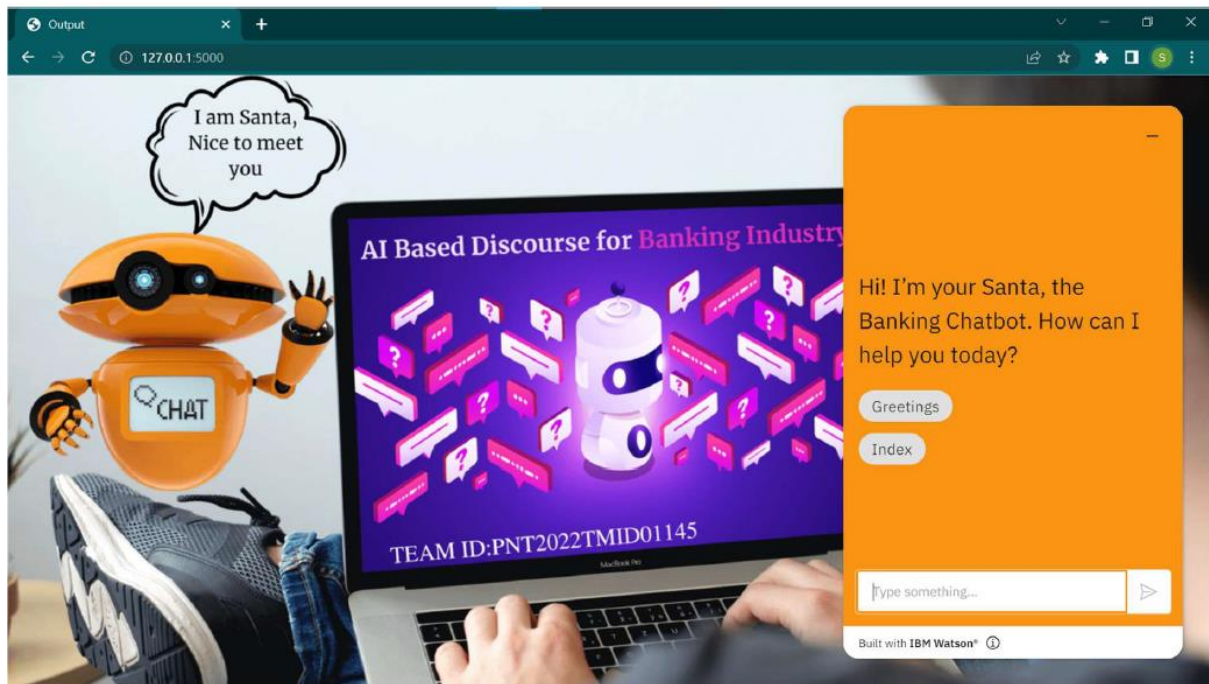 Output
127.0.0.1:5000
S
I am Santa,
Nice to meet
you
CHAT
AI Based Discourse for Banking Industry
TEAM ID:PNT2022TMID01145
MacBook Pro
Hi! I'm your Santa, the
Banking Chatbot. How can I
help you today?
Greetings
Index
Type something...
Built with IBM Watson®